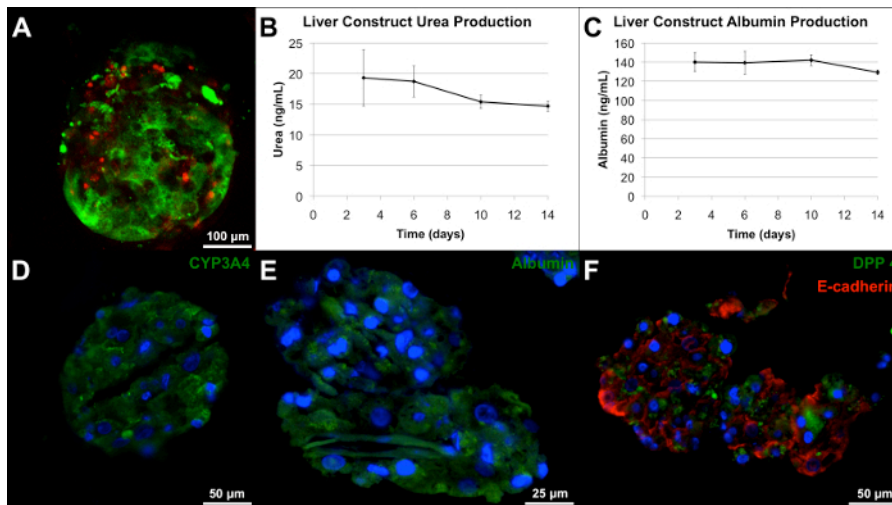 A
100 µm
B
Liver Construct Urea Production
25
20
15
10
5
0
Urea (ng/mL)
0 2 4 6 8 10 12 14
Time (days)
C
Liver Construct Albumin Production
160
140
120
100
80
60
40
20
0
Albumin (ng/mL)
0 2 4 6 8 10 12 14
Time (days)
D
CYP3A4
50 µm
E
Albumin
25 µm
F
DPP 4
E-cadherin
50 µm